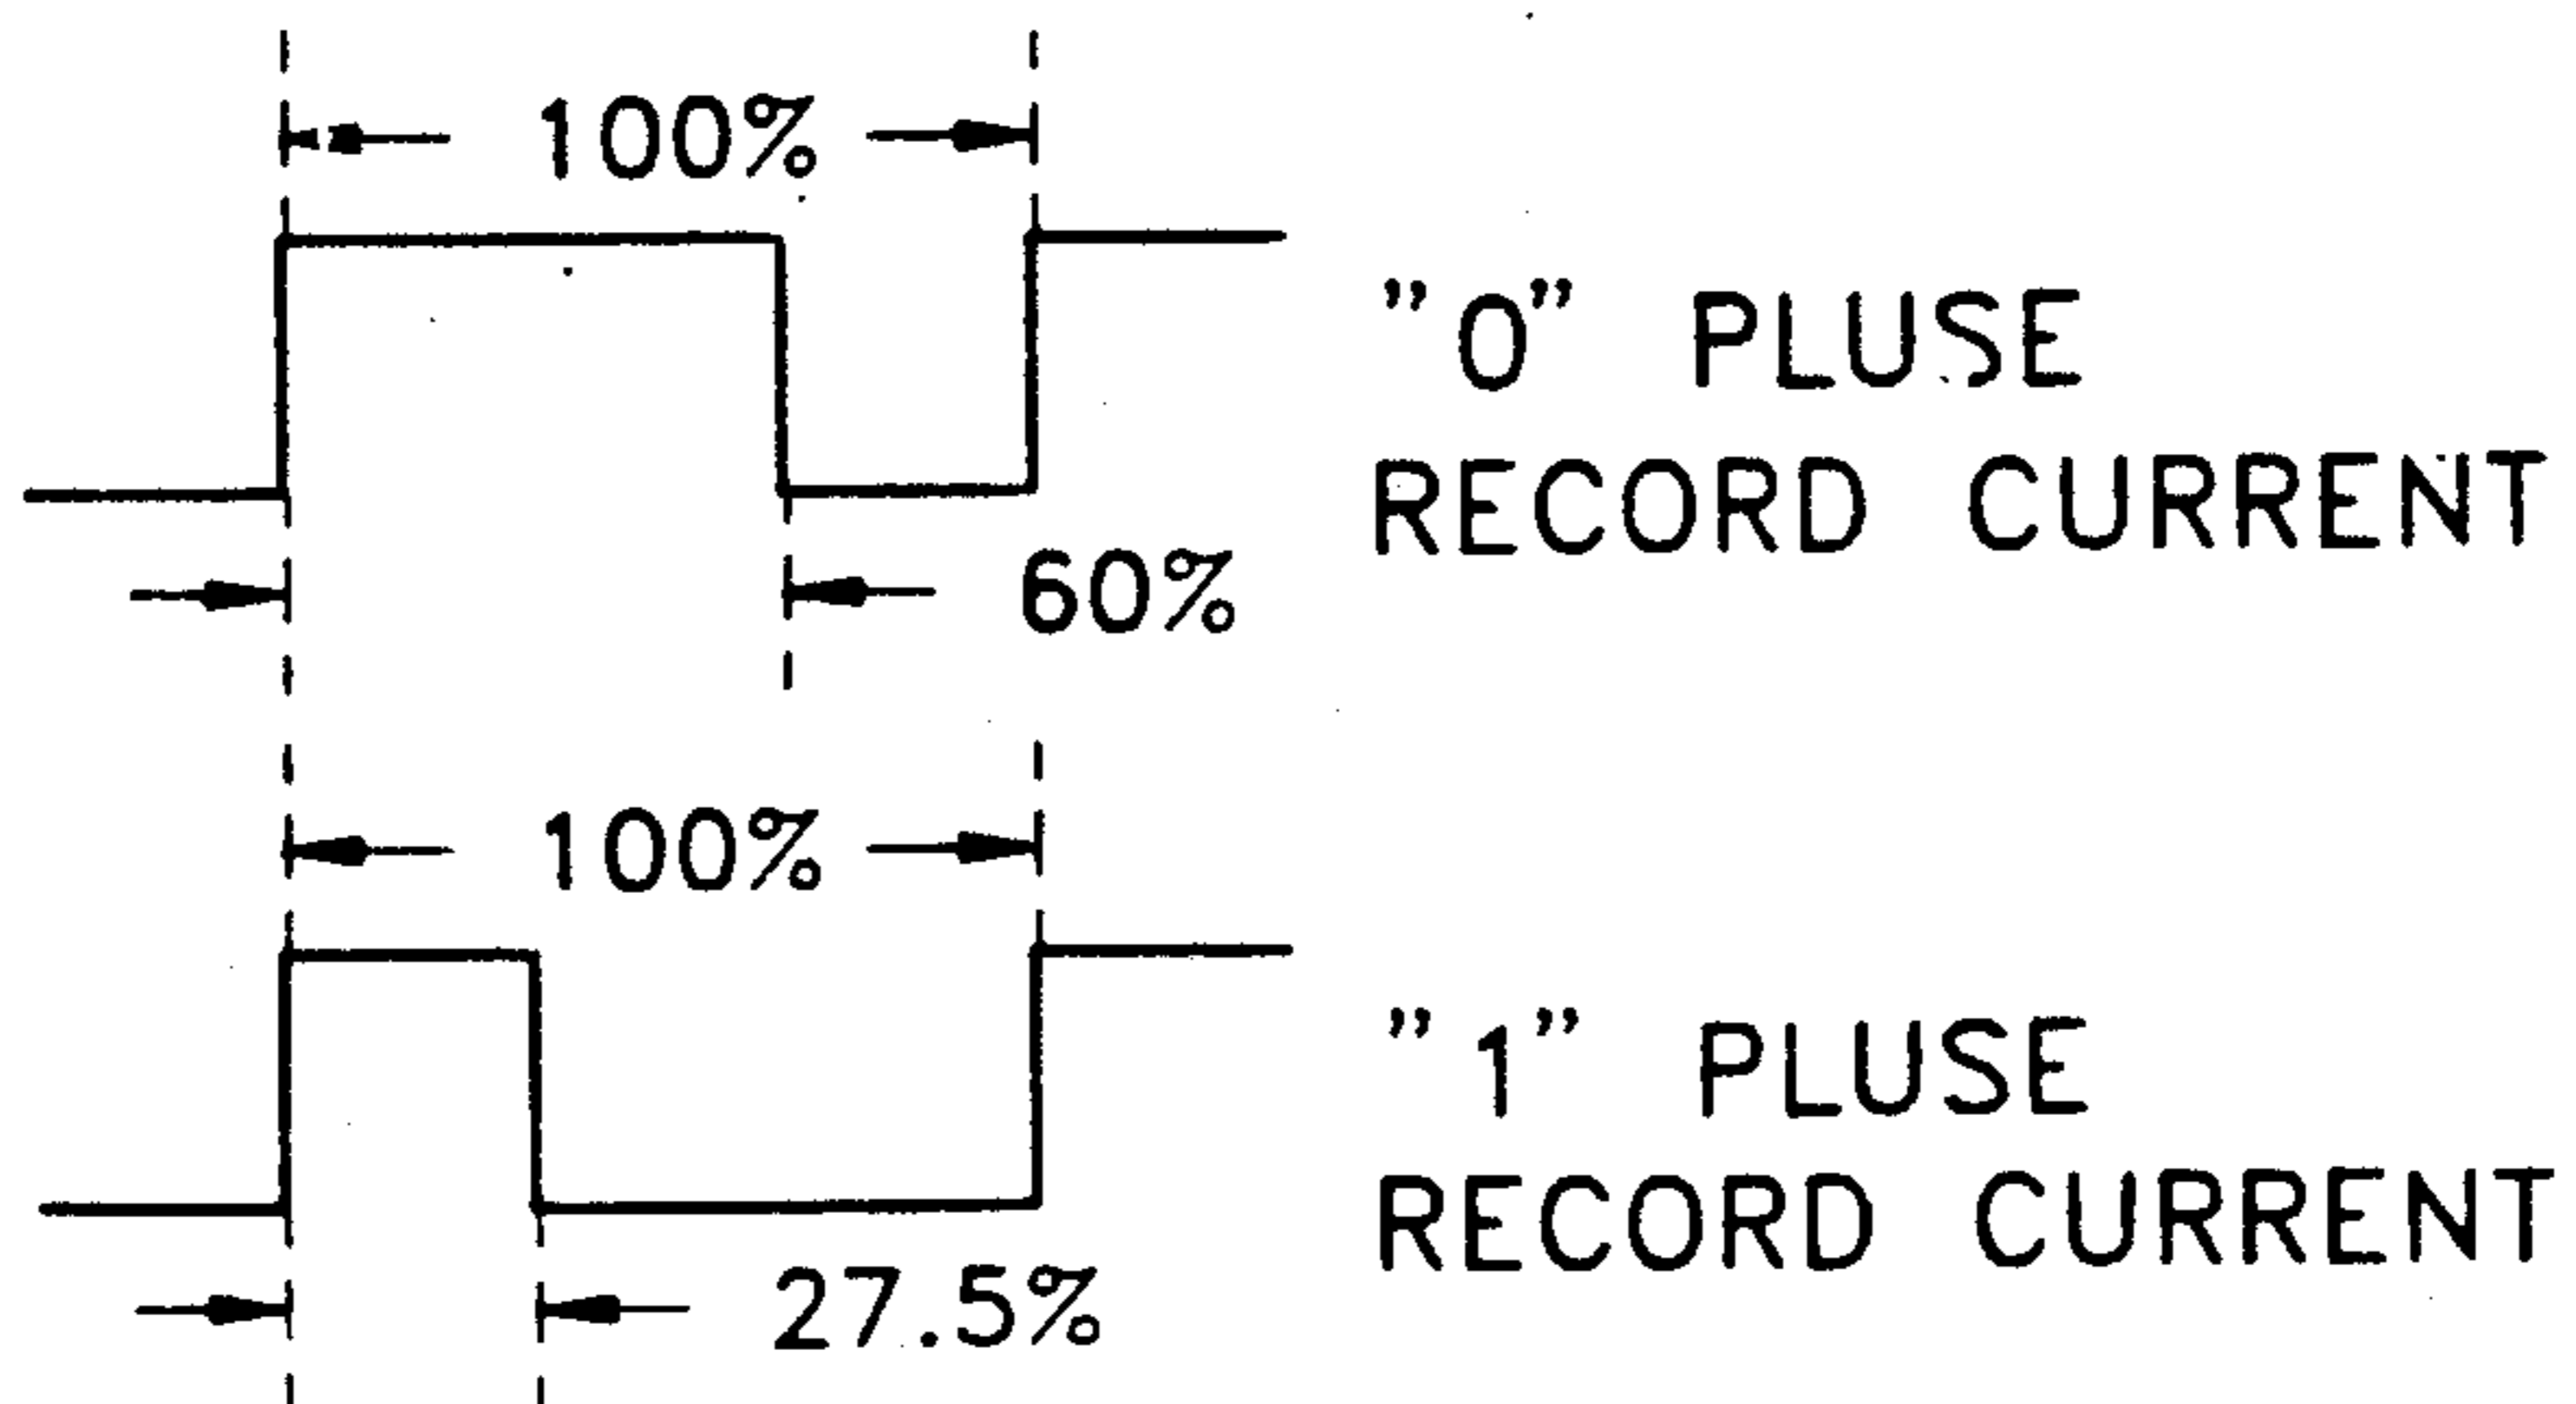 100%
”0” PLUSE
RECORD CURRENT
60%
100%
”1” PLUSE
RECORD CURRENT
27.5%